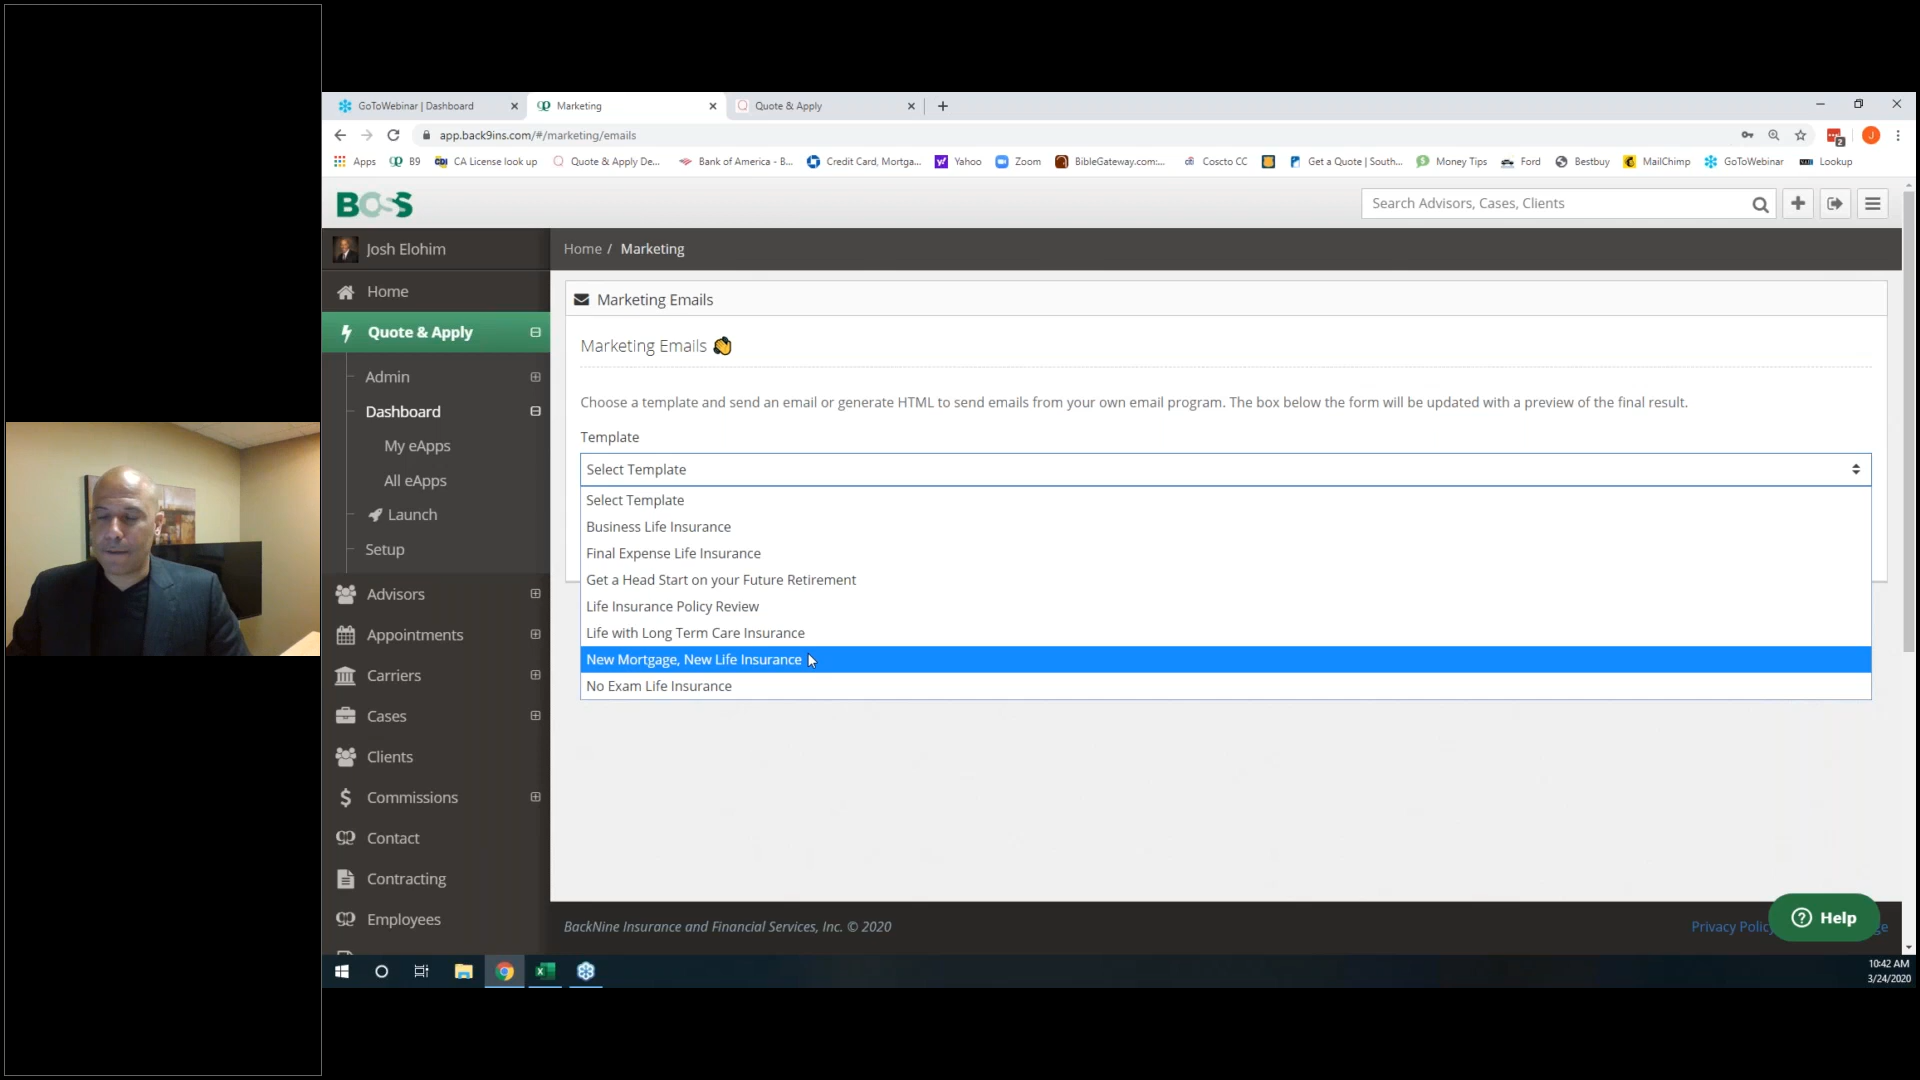 GoToWebinar | Dashboard
Marketing
Quote & Apply
app.back9ins.com/#/marketing/emails
Apps
B9
CA License look up
Quote & Apply De...
Bank of America - B...
Credit Card, Mortga...
Yahoo
Zoom
BibleGateway.com:...
Coscto CC
Get a Quote | South...
Money Tips
Ford
Bestbuy
MailChimp
GoToWebinar
Lookup
BOSS
Search Advisors, Cases, Clients
Josh Elohim
Home / Marketing
Home
Quote & Apply
Admin
Dashboard
My eApps
All eApps
Launch
Setup
Advisors
Appointments
Carriers
Cases
Clients
Commissions
Contact
Contracting
Employees
Marketing Emails
Marketing Emails
Choose a template and send an email or generate HTML to send emails from your own email program. The box below the form will be updated with a preview of the final result.
Template
Select Template
Select Template
Business Life Insurance
Final Expense Life Insurance
Get a Head Start on your Future Retirement
Life Insurance Policy Review
Life with Long Term Care Insurance
New Mortgage, New Life Insurance
No Exam Life Insurance
BackNine Insurance and Financial Services, Inc. © 2020
Privacy Policy
Help
10:42 AM
3/24/2020